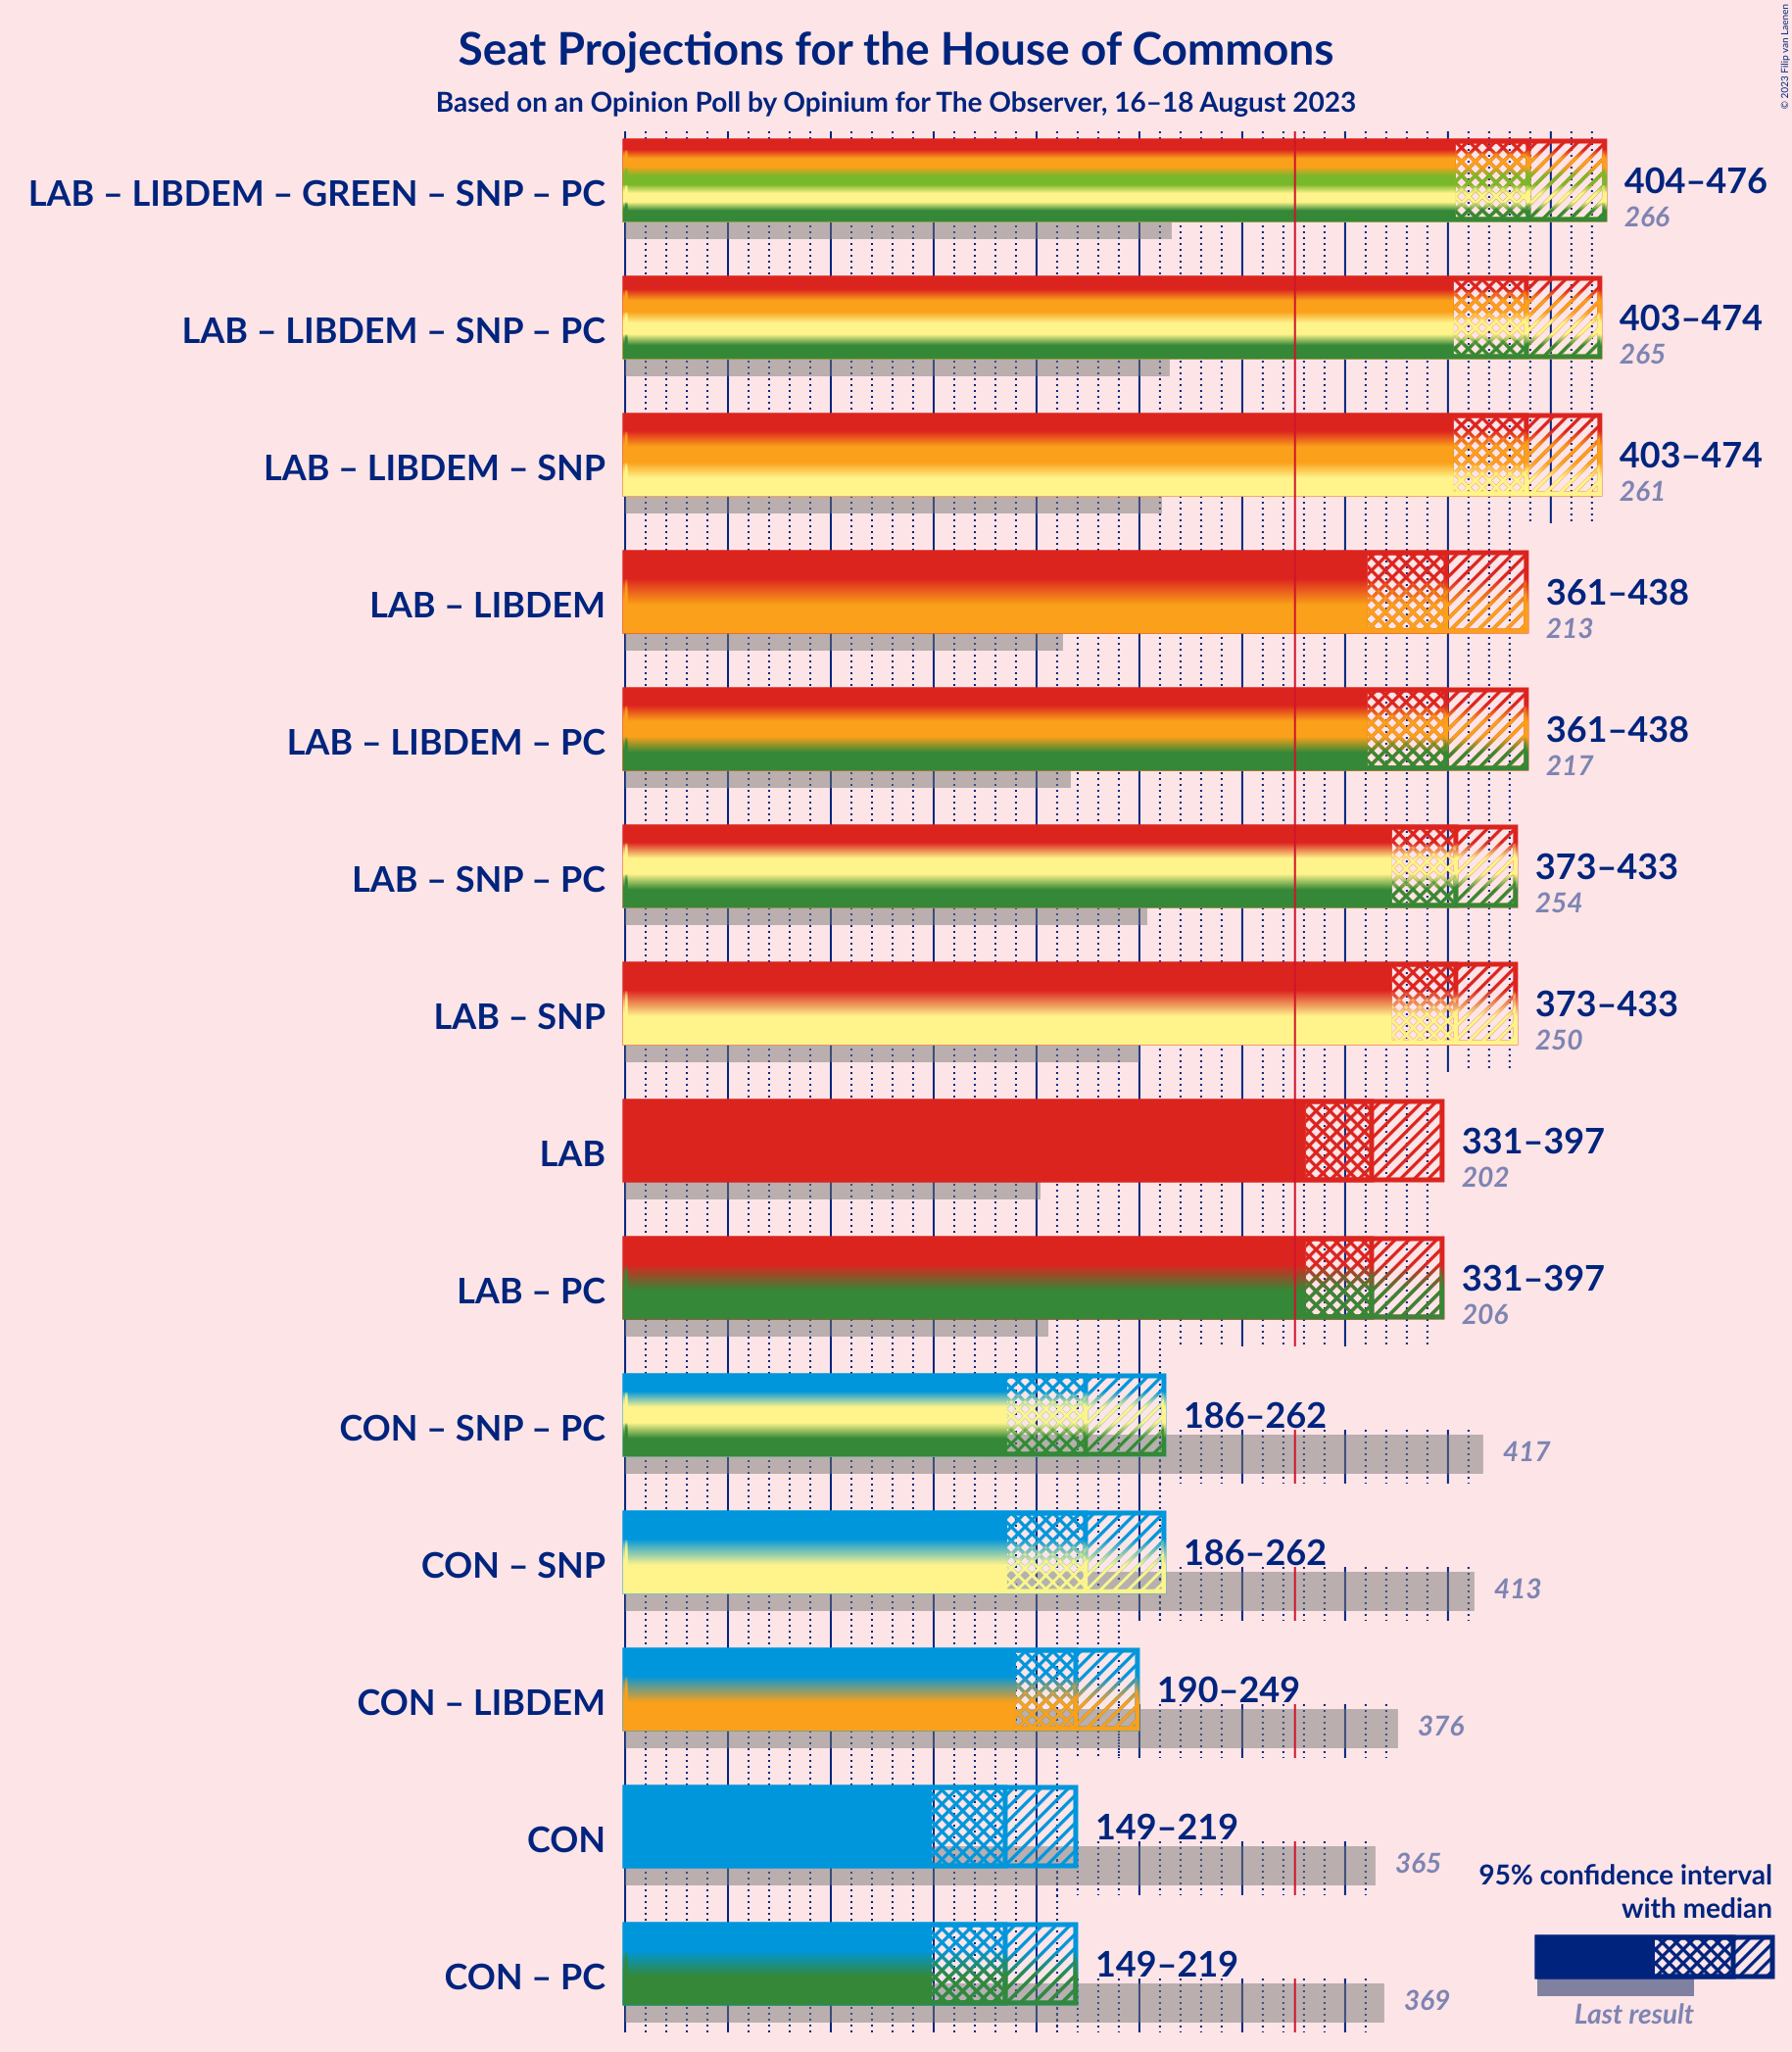 Seat Projections for the House of Commons
Based on an Opinion Poll by Opinium for The Observer, 16–18 August 2023
© 2023 Filip van Laenen
LAB – LIBDEM – GREEN – SNP – PC
404–476
266
LAB – LIBDEM – SNP – PC
403–474
265
LAB – LIBDEM – SNP
403–474
261
LAB – LIBDEM
361–438
213
LAB – LIBDEM – PC
361–438
217
LAB – SNP – PC
373–433
254
LAB – SNP
373–433
250
LAB
331–397
202
LAB – PC
331–397
206
CON – SNP – PC
186–262
417
CON – SNP
186–262
413
CON – LIBDEM
190–249
376
CON
149–219
365
CON – PC
149–219
369
95% confidence interval
with median
Last result